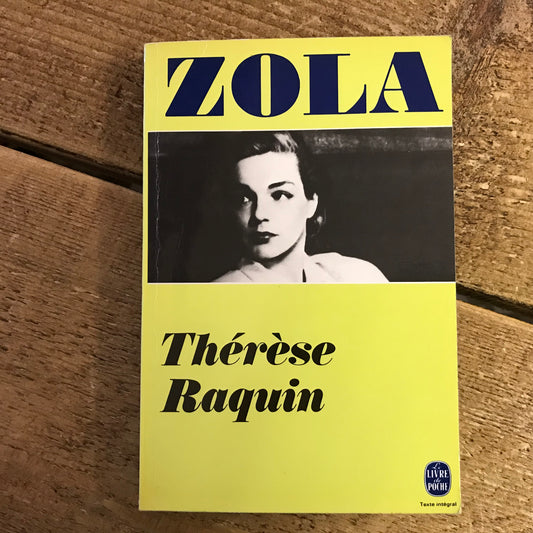 ZOLA
Thérèse
Raquin
Le
LIVRE
de
POCHE
Texte intégral